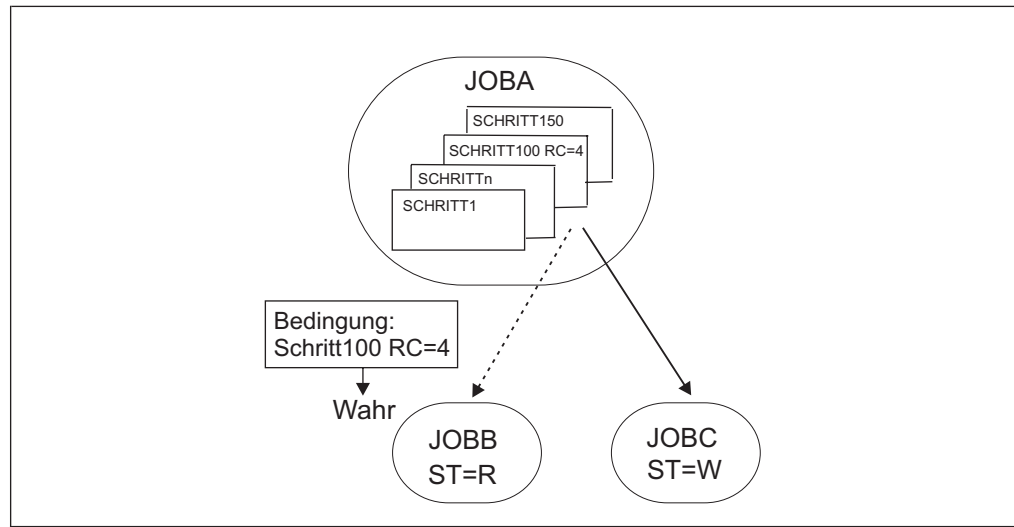 JOBA
SCHRITT150
SCHRITT100 RC=4
SCHRITTn
SCHRITT1
Bedingung:
Schritt100 RC=4
Wahr
JOBB
ST=R
JOBC
ST=W